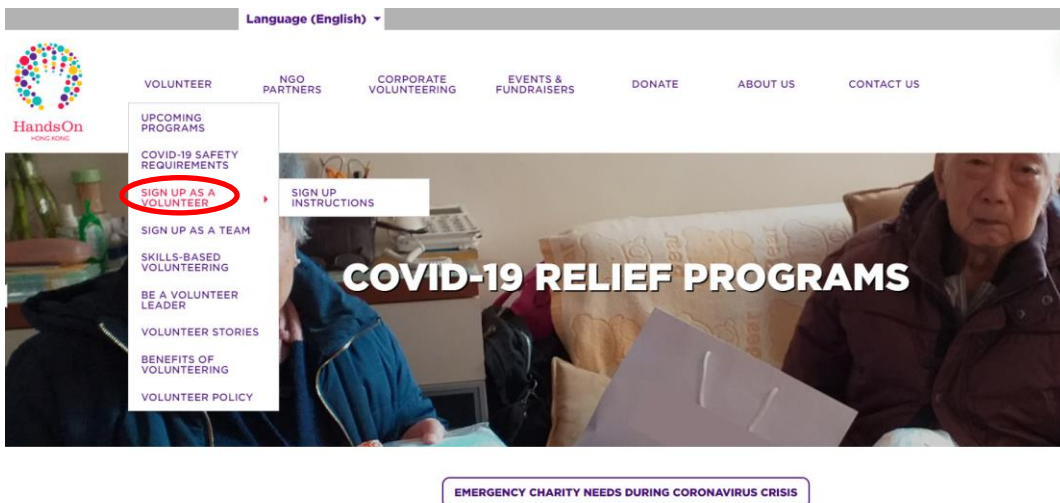 Language (English)
VOLUNTEER
NGO
PARTNERS
CORPORATE
VOLUNTEERING
EVENTS &
FUNDRAISERS
DONATE
ABOUT US
CONTACT US
HandsOn
HONG KONG
UPCOMING
PROGRAMS
COVID-19 SAFETY
REQUIREMENTS
SIGN UP AS A
VOLUNTEER
SIGN UP
INSTRUCTIONS
SIGN UP AS A TEAM
SKILLS-BASED
VOLUNTEERING
BE A VOLUNTEER
LEADER
VOLUNTEER STORIES
BENEFITS OF
VOLUNTEERING
VOLUNTEER POLICY
COVID-19 RELIEF PROGRAMS
EMERGENCY CHARITY NEEDS DURING CORONAVIRUS CRISIS